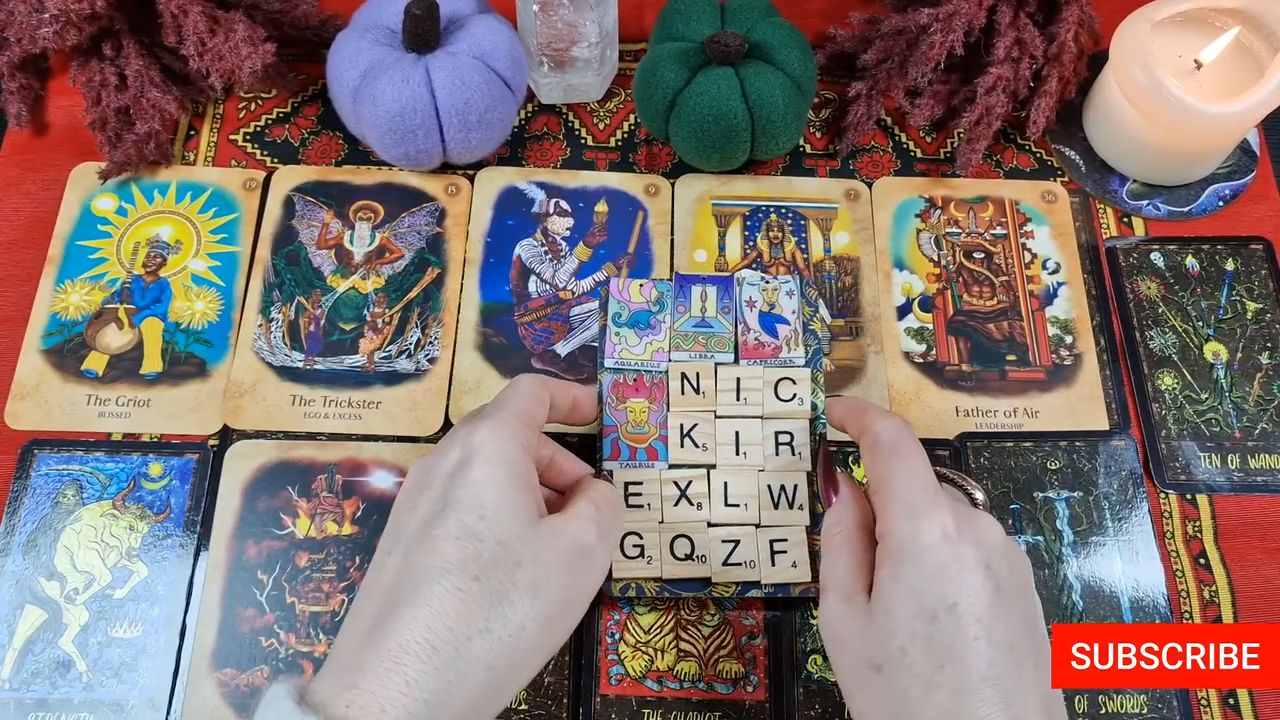 19
15
9
7
36
The Griot
BLISSED
The Trickster
EGO & EXCESS
Father of Air
LEADERSHIP
AQUARIUS
LIBRA
CAPRICORN
TAURUS
N1 I1 C3
K5 I1 R1
E1 X8 L1 W4
G2 Q10 Z10 F4
TEN OF WANDS
STRENGTH
THE CHARIOT
OF SWORDS
SUBSCRIBE